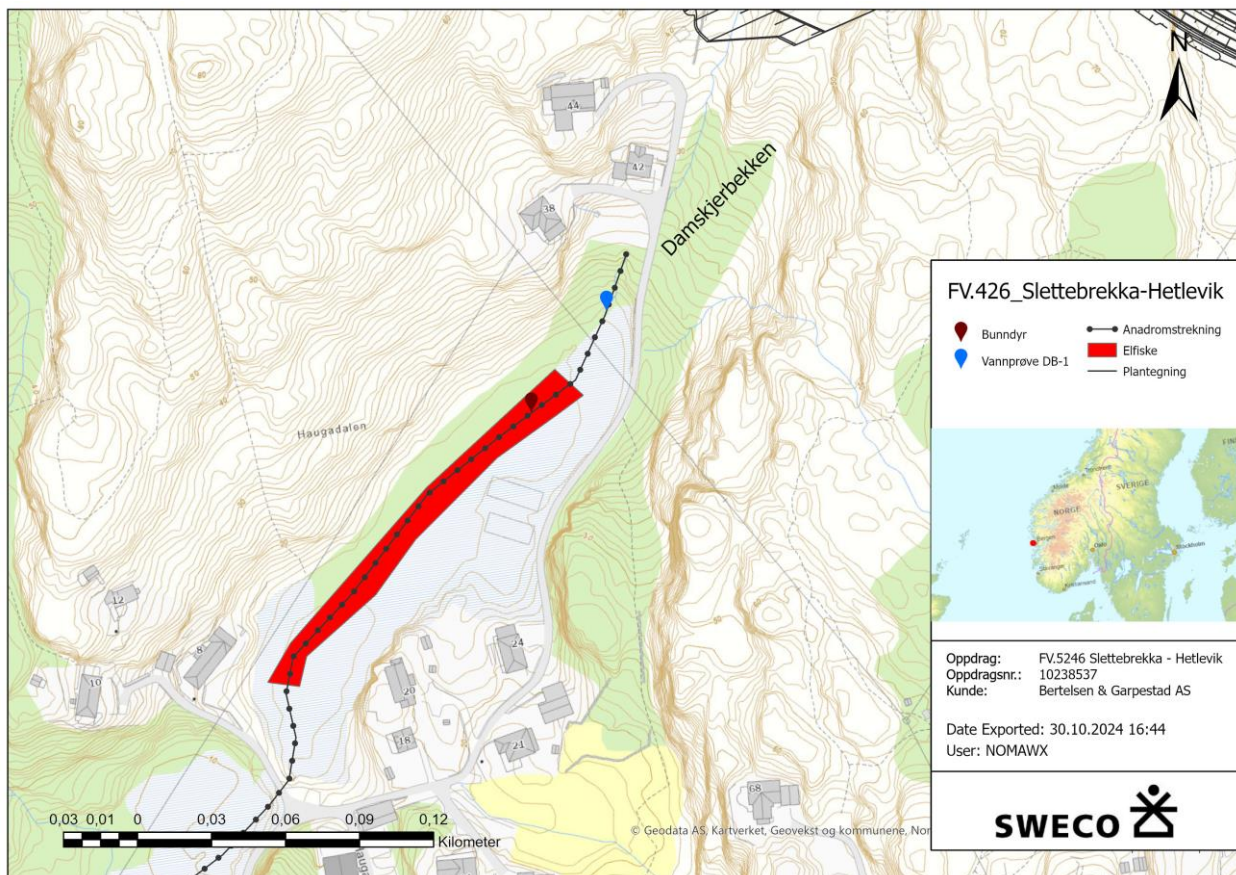 44
N
42
38
Damskjerbekken
Haugadalen
12
8
10
24
20
18
21
68
FV.426_Slettebrekka-Hetlevik
Bunndyr
Vannprøve DB-1
Anadromstrekning
Elfiske
Plantegning
NORGE
SVERIGE
Bergen
Oslo
Stockholm
Oppdrag: FV.5246 Slettebrekka - Hetlevik
Oppdragsnr.: 10238537
Kunde: Bertelsen & Garpestad AS
Date Exported: 30.10.2024 16:44
User: NOMAWX
SWECO
0,03 0,01 0 0,03 0,06 0,09 0,12
Kilometer
© Geodata AS, Kartverket, Geovekst og kommunene, Nor